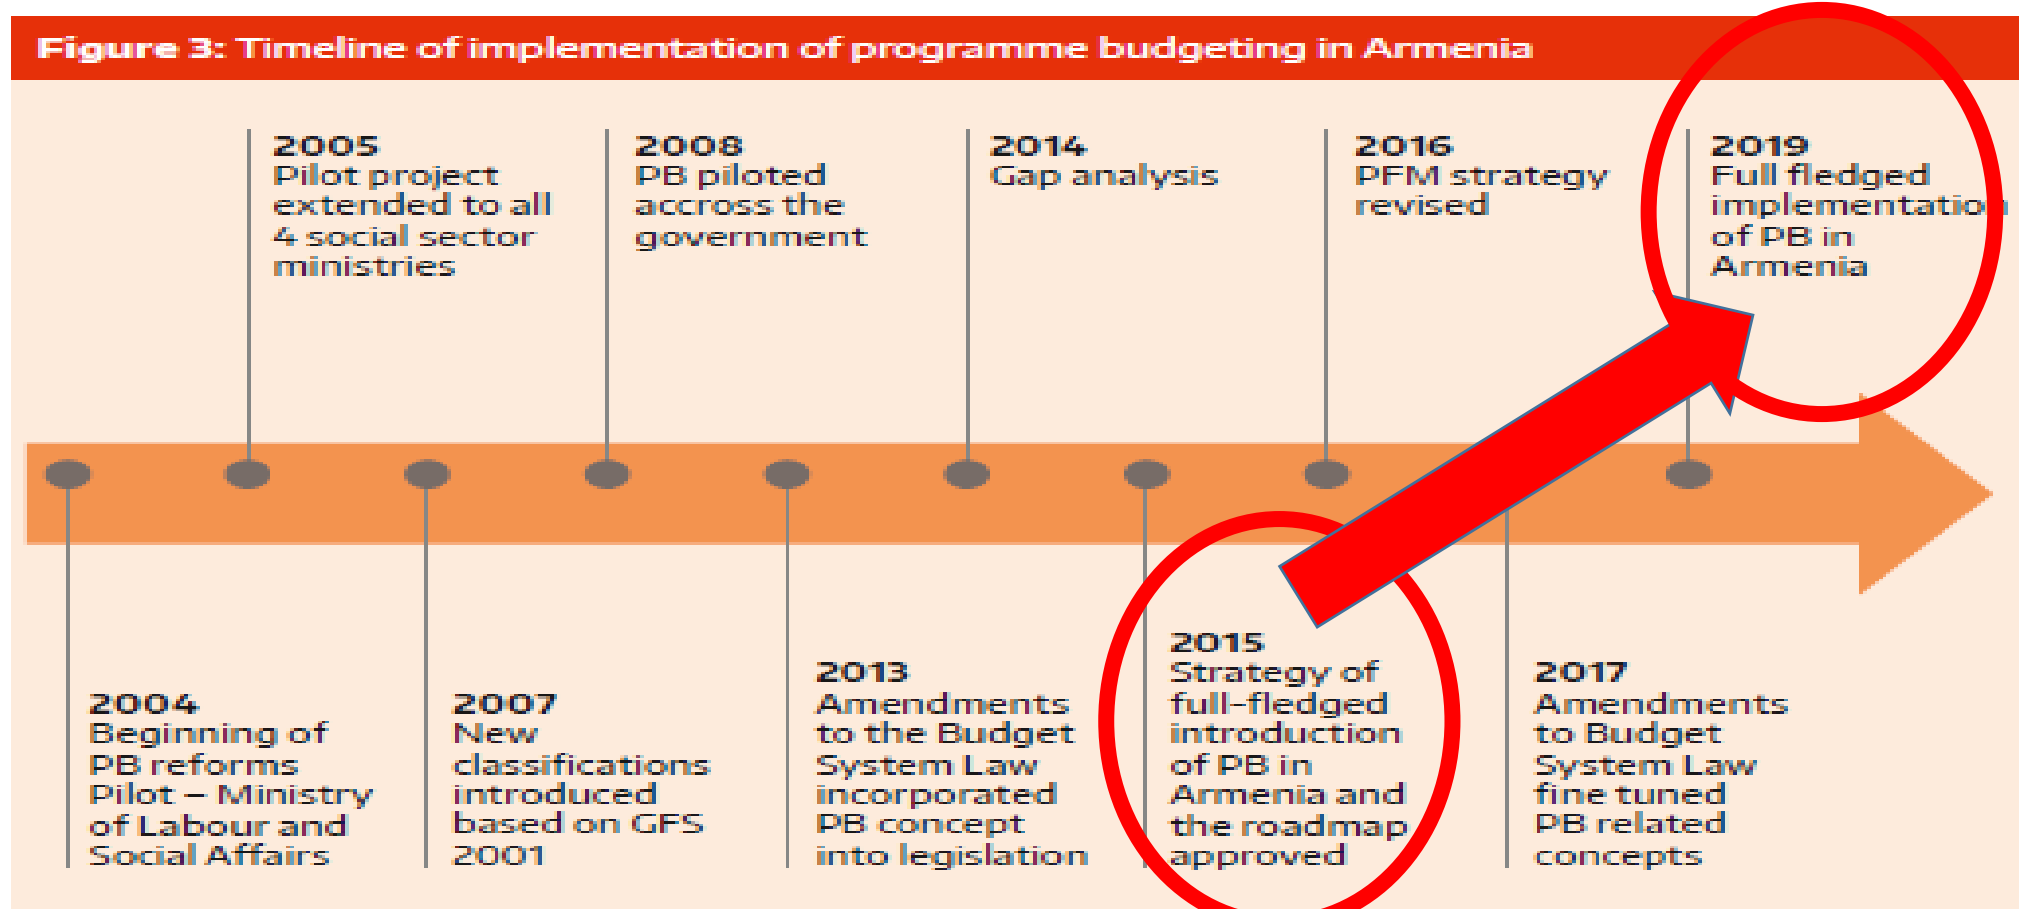 Figure 3: Timeline of implementation of programme budgeting in Armenia
2005
Pilot project
extended to all
4 social sector
ministries
2008
PB piloted
accross the
government
2014
Gap analysis
2016
PFM strategy
revised
2019
Full fledged
implementation
of PB in
Armenia
2004
Beginning of
PB reforms
Pilot – Ministry
of Labour and
Social Affairs
2007
New
classifications
introduced
based on GFS
2001
2013
Amendments
to the Budget
System Law
incorporated
PB concept
into legislation
2015
Strategy of
full-fledged
introduction
of PB in
Armenia and
the roadmap
approved
2017
Amendments
to Budget
System Law
fine tuned
PB related
concepts